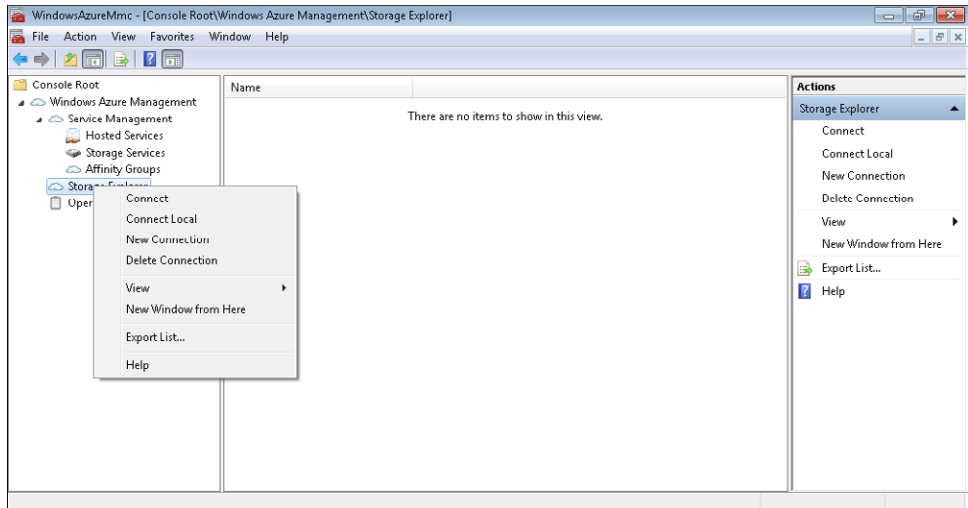 WindowsAzureMmc - [Console Root\Windows Azure Management\Storage Explorer]
File Action View Favorites Window Help
Console Root
Windows Azure Management
Service Management
Hosted Services
Storage Services
Affinity Groups
Storage Explorer
Oper
Connect
Connect Local
New Connection
Delete Connection
View
New Window from Here
Export List...
Help
Name
There are no items to show in this view.
Actions
Storage Explorer
Connect
Connect Local
New Connection
Delete Connection
View
New Window from Here
Export List...
Help